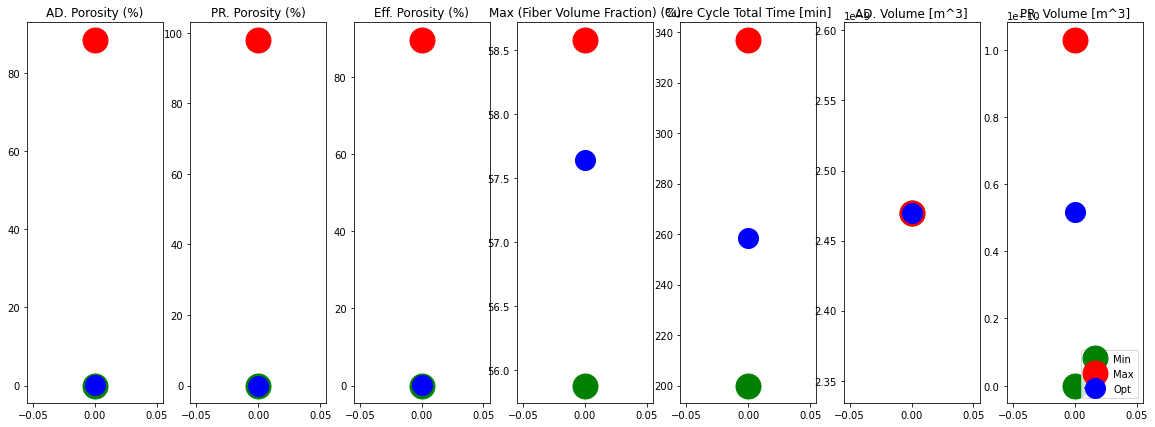 AD. Porosity (%)
80
60
40
20
0
−0.05 0.00 0.05
PR. Porosity (%)
100
80
60
40
20
0
−0.05 0.00 0.05
Eff. Porosity (%)
80
60
40
20
0
−0.05 0.00 0.05
Max (Fiber Volume Fraction) (%)
58.5
58.0
57.5
57.0
56.5
56.0
−0.05 0.00 0.05
Cure Cycle Total Time [min]
340
320
300
280
260
240
220
200
−0.05 0.00 0.05
AD. Volume [m^3]
2.60
2.55
2.50
2.45
2.40
2.35
−0.05 0.00 0.05
PR. Volume [m^3]
1e−10
1.0
0.8
0.6
0.4
0.2
0.0
−0.05 0.00 0.05
Min
Max
Opt